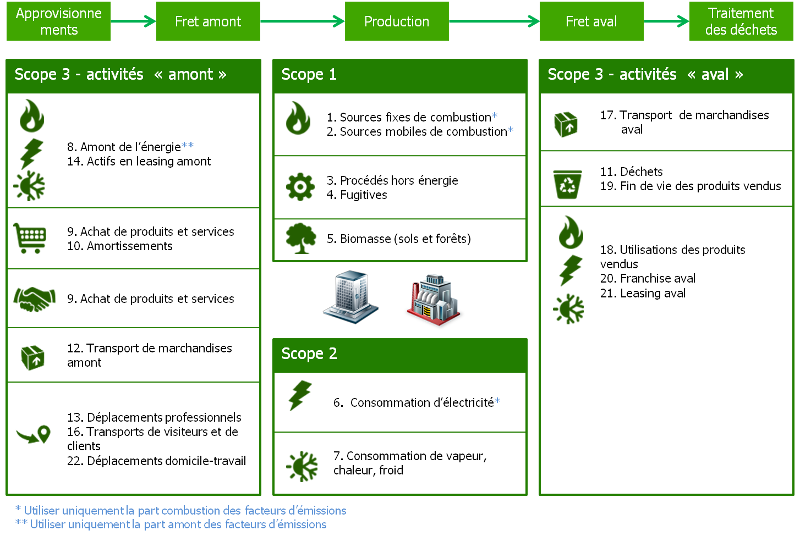 Approvisionne
ments
Fret amont
Production
Fret aval
Traitement
des déchets
Scope 3 - activités « amont »
8. Amont de l'énergie**
14. Actifs en leasing amont
9. Achat de produits et services
10. Amortissements
9. Achat de produits et services
12. Transport de marchandises
amont
13. Déplacements professionnels
16. Transports de visiteurs et de
clients
22. Déplacements domicile-travail
Scope 1
1. Sources fixes de combustion*
2. Sources mobiles de combustion*
3. Procédés hors énergie
4. Fugitives
5. Biomasse (sols et forêts)
Scope 2
6. Consommation d'électricité*
7. Consommation de vapeur,
chaleur, froid
Scope 3 - activités « aval »
17. Transport de marchandises
aval
11. Déchets
19. Fin de vie des produits vendus
18. Utilisations des produits
vendus
20. Franchise aval
21. Leasing aval
* Utiliser uniquement la part combustion des facteurs d'émissions
** Utiliser uniquement la part amont des facteurs d'émissions